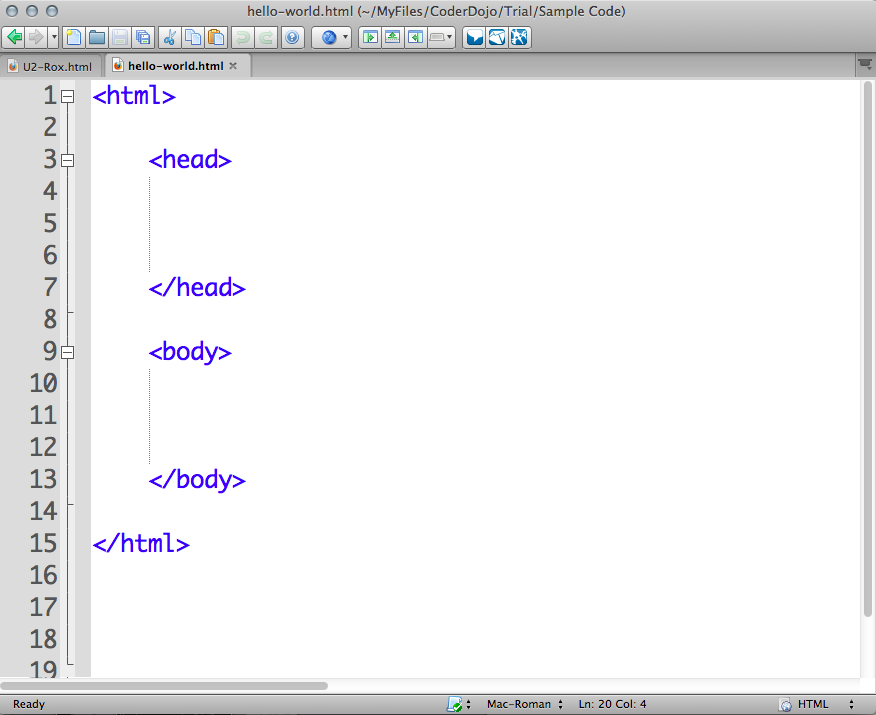 hello-world.html (~/MyFiles/CoderDojo/Trial/Sample Code)
U2-Rox.html hello-world.html
1 <html>
2
3 <head>
4
5
6
7 </head>
8
9 <body>
10
11
12
13 </body>
14
15 </html>
16
17
18
19
Ready Mac-Roman Ln: 20 Col: 4 HTML